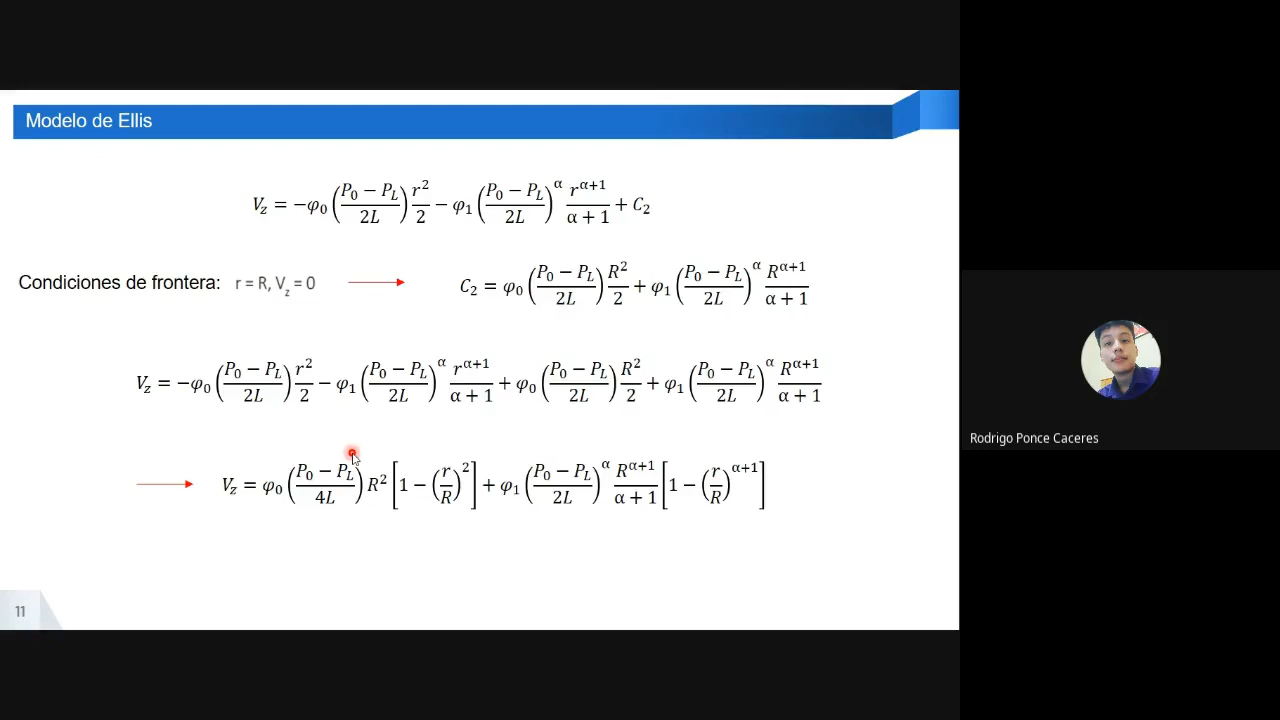 Modelo de Ellis
V_z = −φ_0 ((P_0 − P_L)/(2L)) r^2/2 − φ_1 ((P_0 − P_L)/(2L))^α r^(α+1)/(α + 1) + C_2
Condiciones de frontera: r = R, V_z = 0
C_2 = φ_0 ((P_0 − P_L)/(2L)) R^2/2 + φ_1 ((P_0 − P_L)/(2L))^α R^(α+1)/(α + 1)
V_z = −φ_0 ((P_0 − P_L)/(2L)) r^2/2 − φ_1 ((P_0 − P_L)/(2L))^α r^(α+1)/(α + 1) + φ_0 ((P_0 − P_L)/(2L)) R^2/2 + φ_1 ((P_0 − P_L)/(2L))^α R^(α+1)/(α + 1)
V_z = φ_0 ((P_0 − P_L)/(4L)) R^2 [1 − (r/R)^2] + φ_1 ((P_0 − P_L)/(2L))^α R^(α+1)/(α + 1) [1 − (r/R)^(α+1)]
11
Rodrigo Ponce Caceres